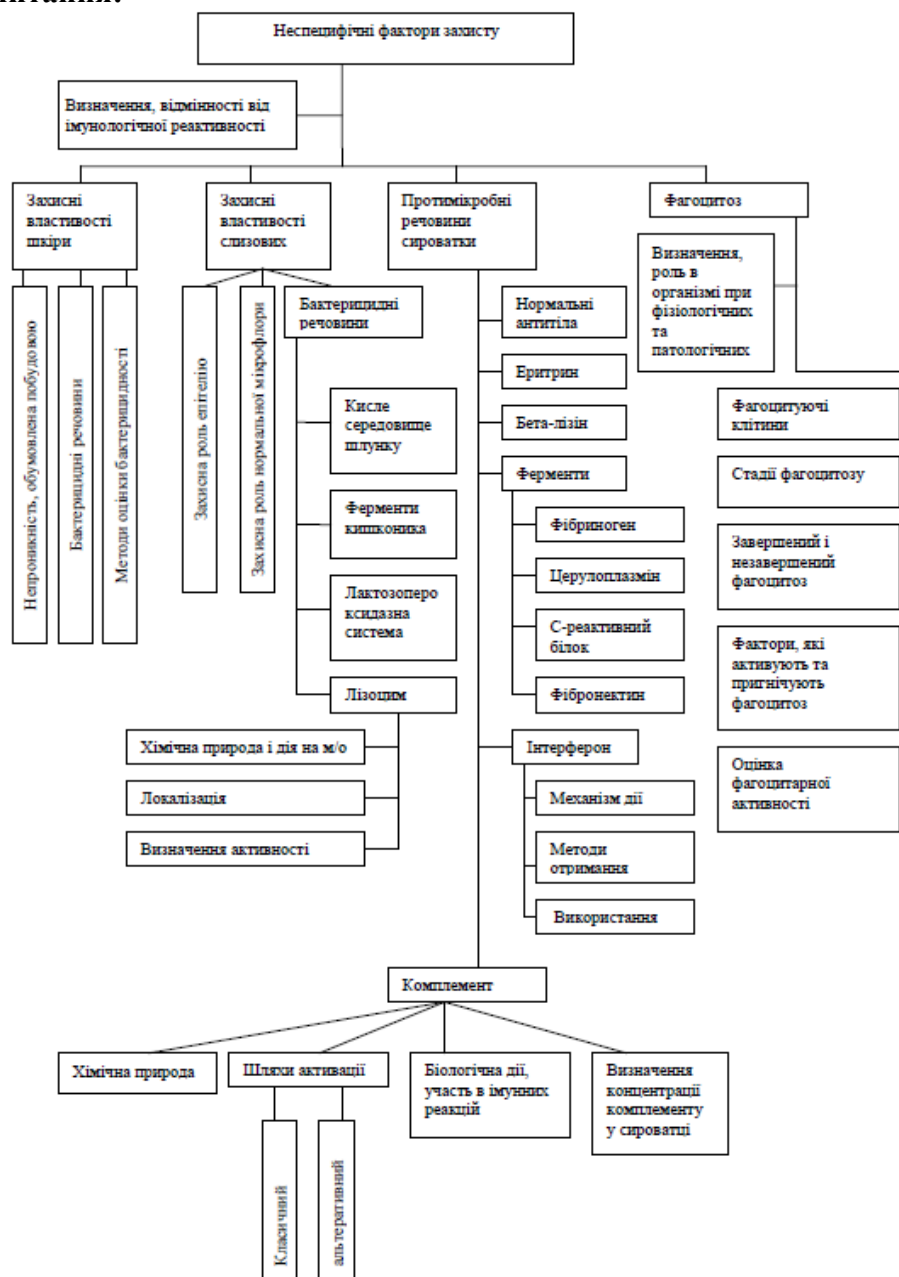 Неспецифічні фактори захисту
Визначення, відмінності від
імунологічної реактивності
Захисні
властивості
шкіри
Захисні
властивості
слизових
Протимікробні
речовини
сироватки
Фагоцитоз
Непроникність, обумовлена побудовою
Бактерицидні речовини
Методи оцінки бактерицидності
Захисна роль епітелію
Захисна роль нормальної мікрофлори
Бактерицидні
речовини
Кисле
середовище
шлунку
Ферменти
кишконика
Лактозоперо
ксидазна
система
Лізоцим
Хімічна природа і дія на м/о
Локалізація
Визначення активності
Нормальні
антитіла
Еритрин
Бета-лізін
Ферменти
Фібриноген
Церулоплазмін
С-реактивний
білок
Фібронектин
Інтерферон
Механізм дії
Методи
отримання
Використання
Визначення,
роль в
організмі при
фізіологічних
та
патологічних
Фагоцитуючі
клітини
Стадії фагоцитозу
Завершений і
незавершений
фагоцитоз
Фактори, які
активують та
пригнічують
фагоцитоз
Оцінка
фагоцитарної
активності
Комплемент
Хімічна природа
Шляхи активації
Класичний
альтеративний
Біологічна дії,
участь в імунних
реакцій
Визначення
концентрації
комплементу
у сироватці